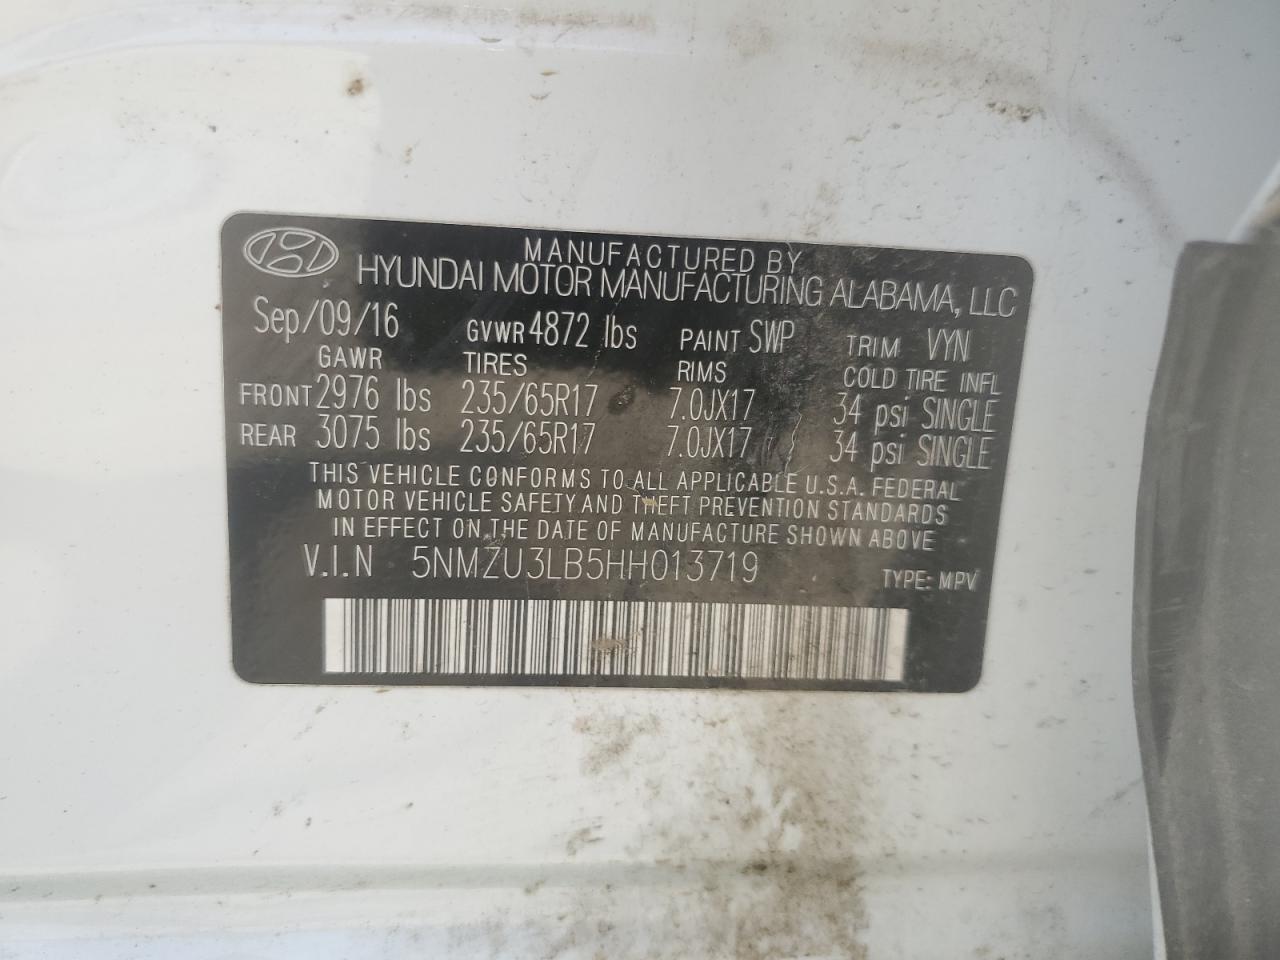 MANUFACTURED BY
HYUNDAI MOTOR MANUFACTURING ALABAMA, LLC
Sep/09/16 GVWR 4872 lbs PAINT SWP TRIM VYN
GAWR TIRES RIMS COLD TIRE INFL
FRONT 2976 lbs 235/65R17 7.0JX17 34 psi SINGLE
REAR 3075 lbs 235/65R17 7.0JX17 34 psi SINGLE
THIS VEHICLE CONFORMS TO ALL APPLICABLE U.S.A. FEDERAL
MOTOR VEHICLE SAFETY AND THEFT PREVENTION STANDARDS
IN EFFECT ON THE DATE OF MANUFACTURE SHOWN ABOVE
V.I.N 5NMZU3LB5HH013719 TYPE: MPV